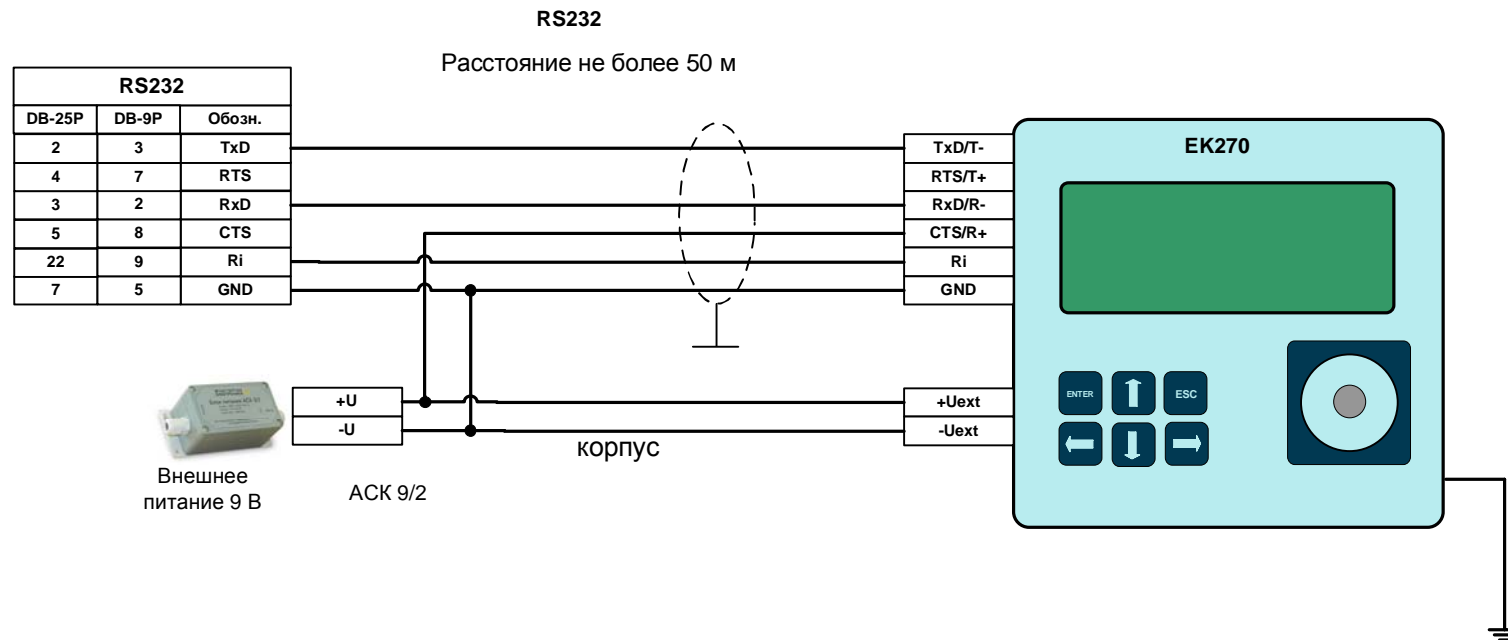 RS232
Расстояние не более 50 м
RS232
DB-25P DB-9P Обозн.
2 3 TxD
4 7 RTS
3 2 RxD
5 8 CTS
22 9 Ri
7 5 GND
TxD/T-
RTS/T+
RxD/R-
CTS/R+
Ri
GND
EK270
ENTER
ESC
+U
-U
+Uext
-Uext
корпус
Внешнее
питание 9 В
АСК 9/2